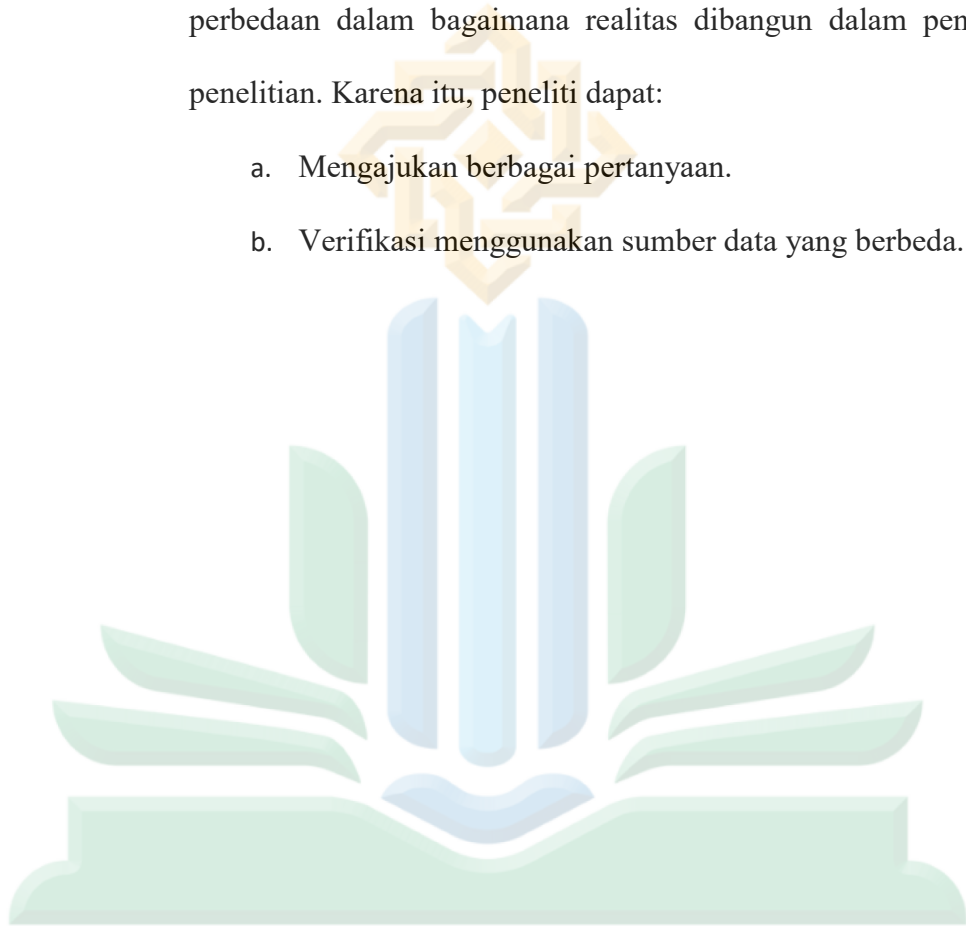 perbedaan dalam bagaimana realitas dibangun dalam
penelitian. Karena itu, peneliti dapat:
a. Mengajukan berbagai pertanyaan.
b. Verifikasi menggunakan sumber data yang berbeda.